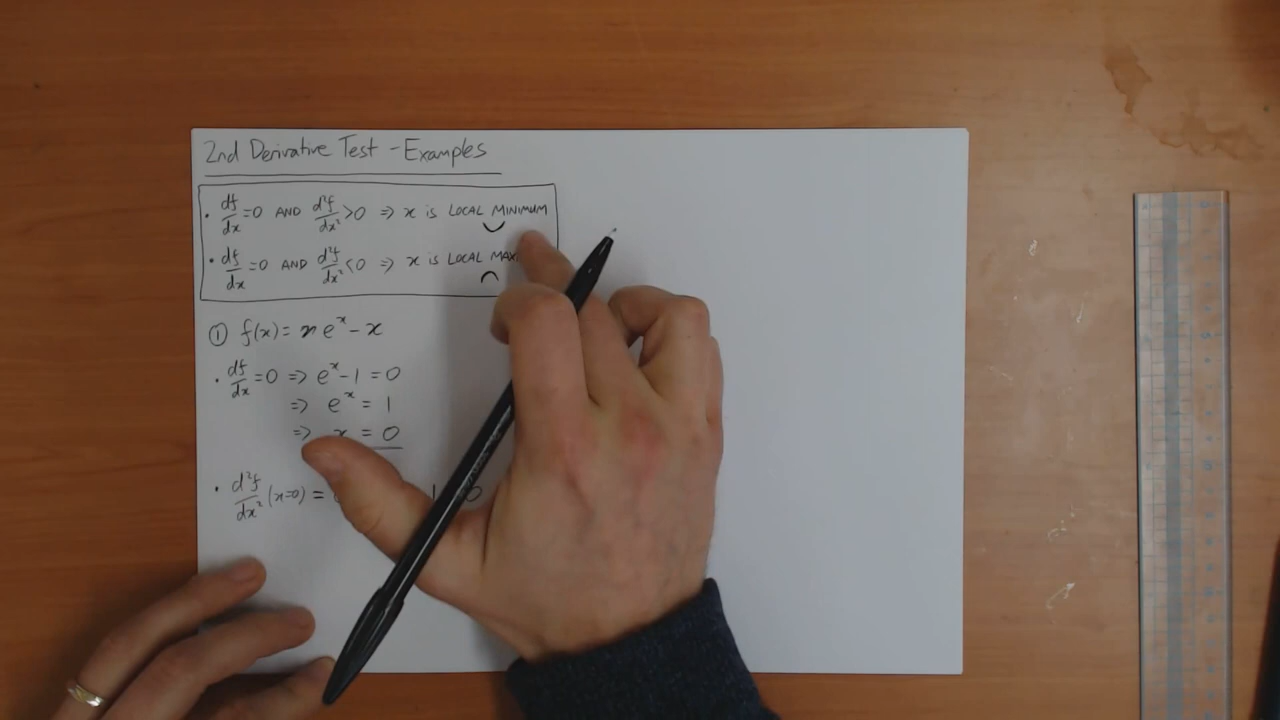 2nd Derivative Test - Examples
• df/dx = 0 AND d²f/dx² > 0 ⇒ x is LOCAL MINIMUM
• df/dx = 0 AND d²f/dx² < 0 ⇒ x is LOCAL
① f(x) = e^x - x
• df/dx = 0 ⇒ e^x - 1 = 0
⇒ e^x = 1
⇒ x = 0
• d²f/dx² (x=0) =